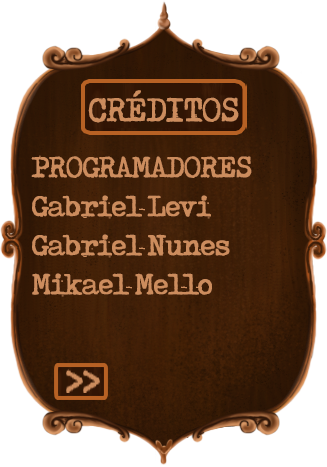 CRÉDITOS
PROGRAMADORES
Gabriel Levi
Gabriel Nunes
Mikael Mello
>>